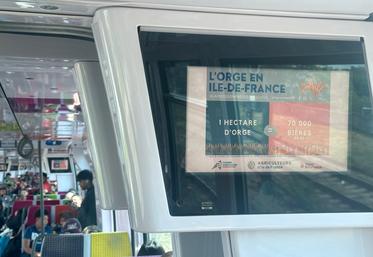 L'ORGE EN
ILE-DE-FRANCE
1 HECTARE
D'ORGE
=
70 000
BIÈRES
AGRICULTEURS